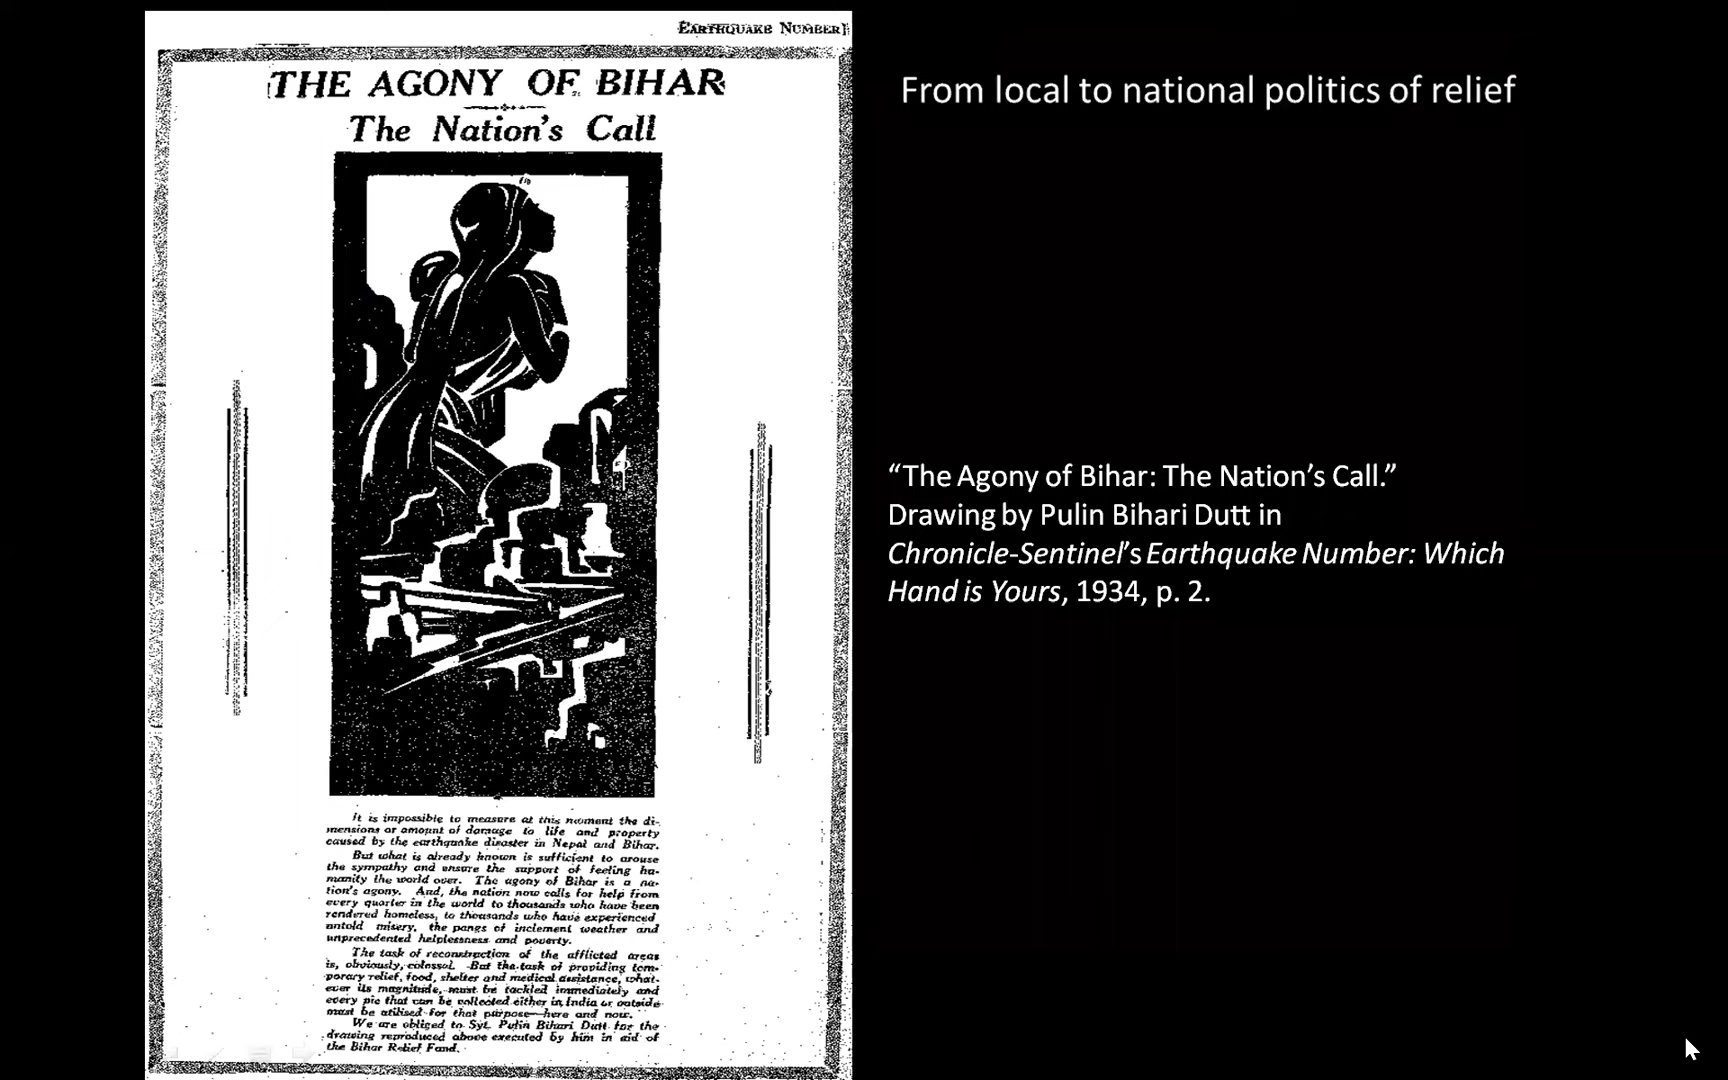 EARTHQUAKE NUMBER]
THE AGONY OF BIHAR
The Nation's Call
It is impossible to measure at this moment the di-
mensions or amount of damage to life and property
caused by the earthquake disaster in Nepal and Bihar.
But what is already known is sufficient to arouse
the sympathy and ensure the support of feeling hu-
manity the world over. The agony of Bihar is a na-
tion's agony. And, the nation now calls for help from
every quarter in the world to thousands who have been
rendered homeless, to thousands who have experienced
untold misery, the pangs of inclement weather and
unprecedented helplessness and poverty.
The task of reconstruction of the afflicted areas
is, obviously, colossal. But the task of providing tem-
porary relief, food, shelter and medical assistance, what-
ever its magnitude, must be tackled immediately and
every pie that can be collected either in India or outside
must be utilised for that purpose—here and now.
We are obliged to Syt. Pulin Bihari Dutt for the
drawing reproduced above executed by him in aid of
the Bihar Relief Fund.
From local to national politics of relief
“The Agony of Bihar: The Nation’s Call.”
Drawing by Pulin Bihari Dutt in
Chronicle-Sentinel’s Earthquake Number: Which
Hand is Yours, 1934, p. 2.